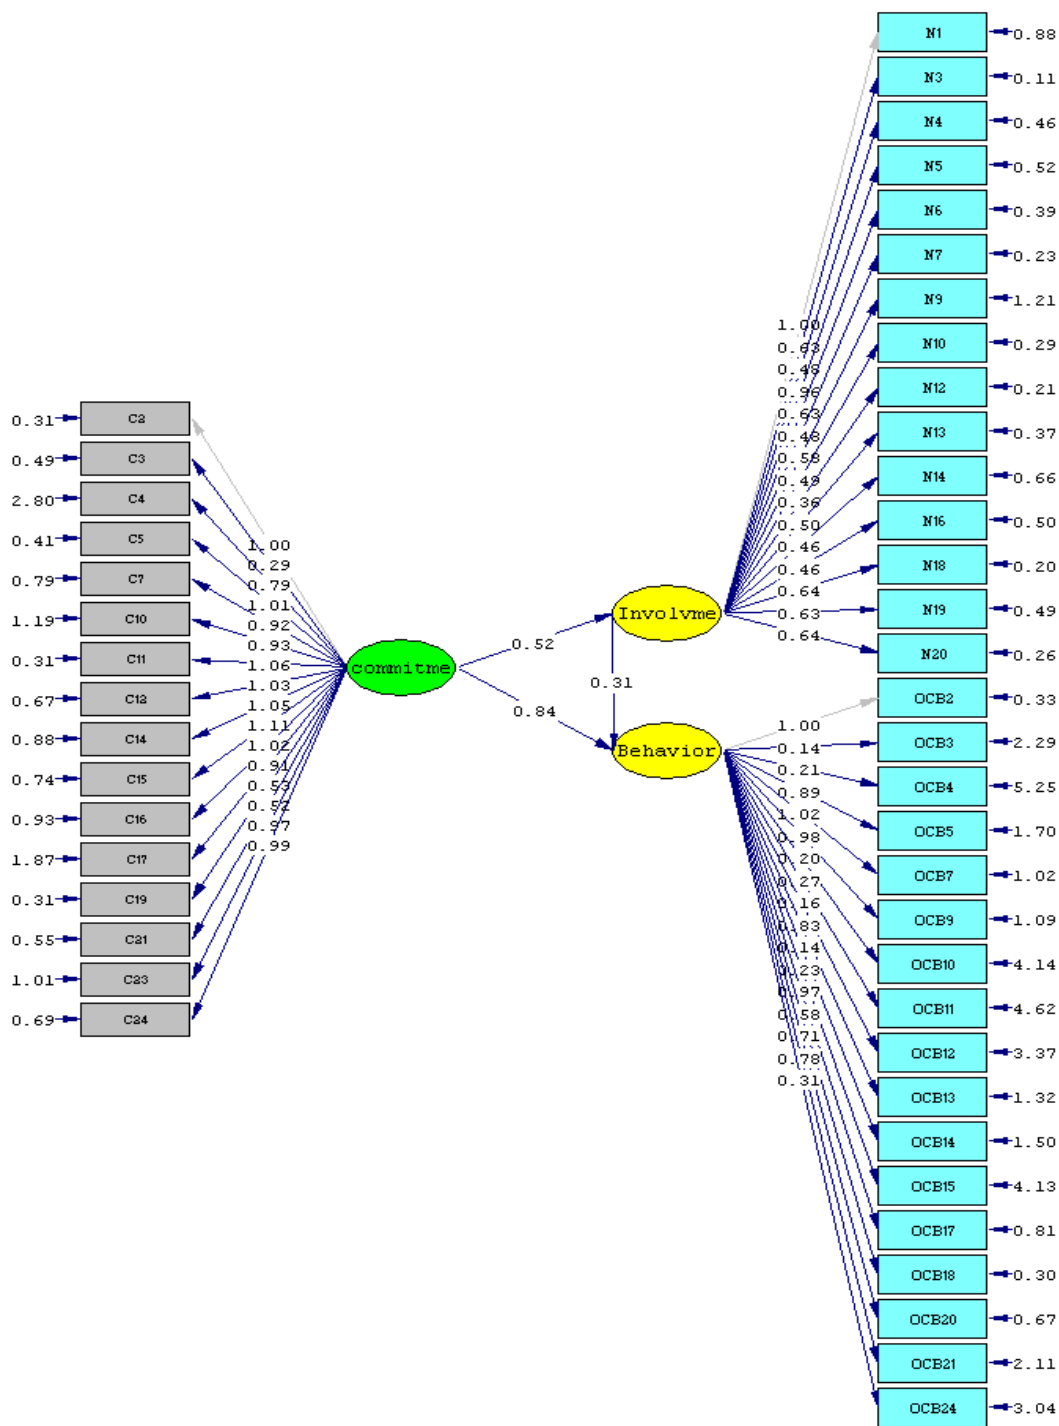 N1 0.88
N3 0.11
N4 0.46
N5 0.52
N6 0.39
N7 0.23
N9 1.21
N10 0.29
N12 0.21
N13 0.37
N14 0.66
N16 0.50
N18 0.20
N19 0.49
N20 0.26
1.00
0.63
0.48
0.96
0.63
0.48
0.58
0.49
0.36
0.50
0.46
0.46
0.64
0.63
0.64
0.31 C2
0.49 C3
2.80 C4
0.41 C5
0.79 C7
1.19 C10
0.31 C11
0.67 C12
0.88 C14
0.74 C15
0.93 C16
1.87 C17
0.31 C19
0.55 C21
1.01 C23
0.69 C24
1.00
0.29
0.79
1.01
0.92
0.93
1.06
1.03
1.05
1.11
1.02
0.91
0.53
0.52
0.97
0.99
commitme
0.52
0.84
Involvme
0.31
Behavior
1.00
0.14
0.21
0.89
1.02
0.98
0.20
0.27
0.16
0.83
0.14
0.23
0.97
0.58
0.71
0.78
0.31
OCB2 0.33
OCB3 2.29
OCB4 5.25
OCB5 1.70
OCB7 1.02
OCB9 1.09
OCB10 4.14
OCB11 4.62
OCB12 3.37
OCB13 1.32
OCB14 1.50
OCB15 4.13
OCB17 0.81
OCB18 0.30
OCB20 0.67
OCB21 2.11
OCB24 3.04